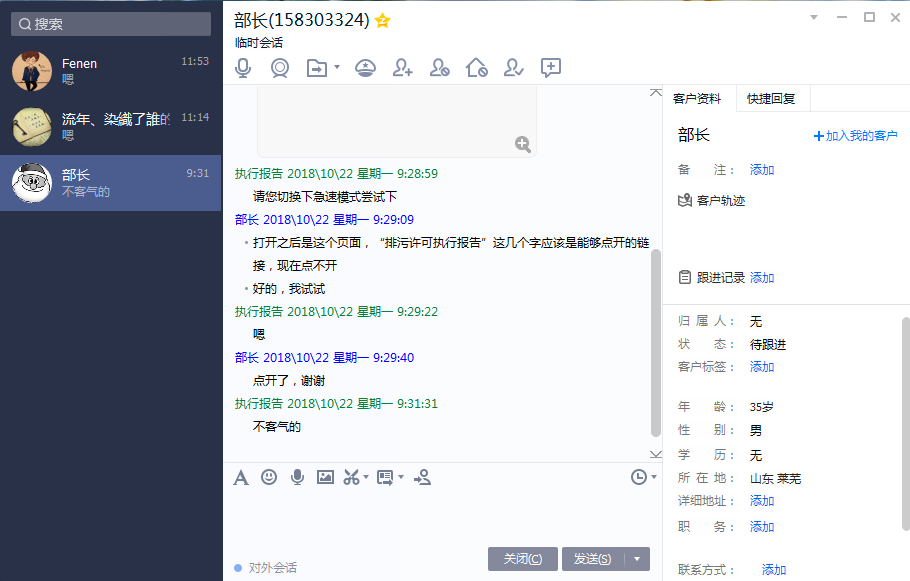 搜索
Fenen
11:53
嗯
流年、染鐵了誰的
11:14
嗯
部长
9:31
不客气的
部长(158303324)
临时会话
执行报告 2018\10\22 星期一 9:28:59
请您切换下急速模式尝试下
部长 2018\10\22 星期一 9:29:09
打开之后是这个页面，“排污许可执行报告”这几个字应该是能够点开的链
接，现在点不开
好的，我试试
执行报告 2018\10\22 星期一 9:29:22
嗯
部长 2018\10\22 星期一 9:29:40
点开了，谢谢
执行报告 2018\10\22 星期一 9:31:31
不客气的
对外会话
关闭(C)
发送(S)
客户资料
快捷回复
部长
+加入我的客户
备 注： 添加
客户轨迹
跟进记录 添加
归 属 人： 无
状 态： 待跟进
客户标签： 添加
年 龄： 35岁
性 别： 男
学 历： 无
所 在 地： 山东 莱芜
详细地址： 添加
职 务： 添加
联系方式： 添加